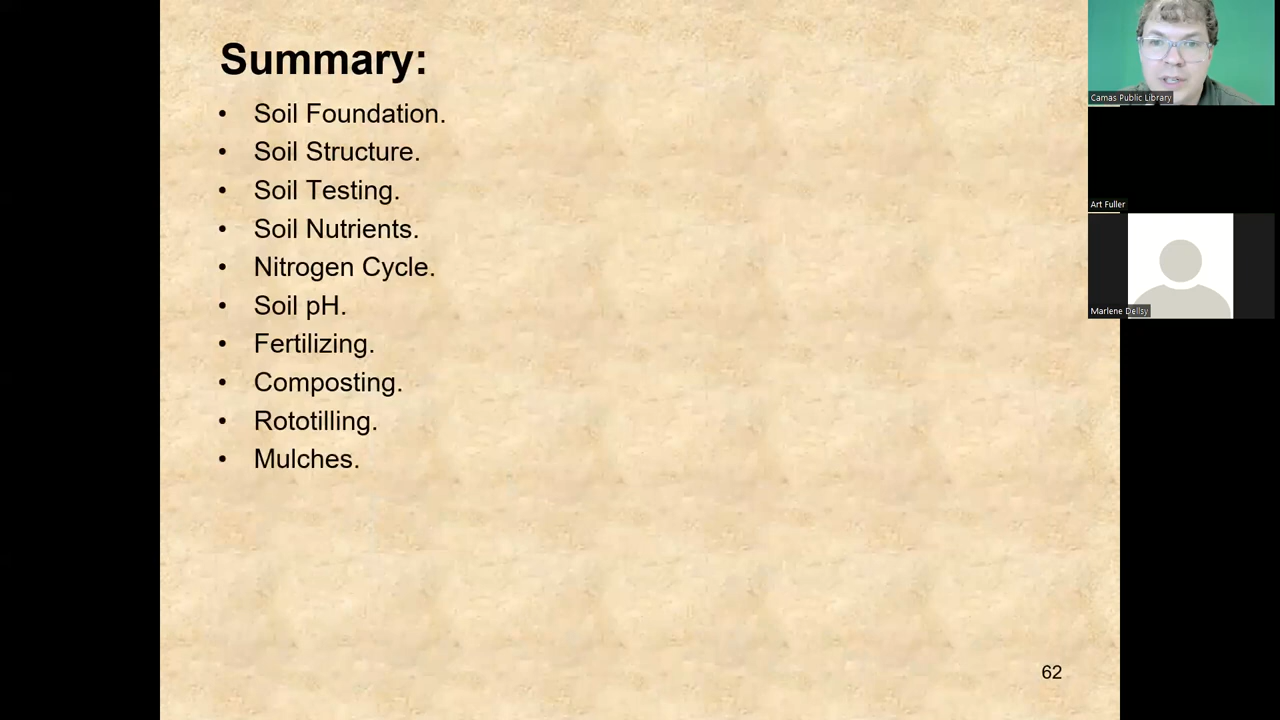 Summary:
• Soil Foundation.
• Soil Structure.
• Soil Testing.
• Soil Nutrients.
• Nitrogen Cycle.
• Soil pH.
• Fertilizing.
• Composting.
• Rototilling.
• Mulches.
62
Camas Public Library
Art Fuller
Marlene Dellsy